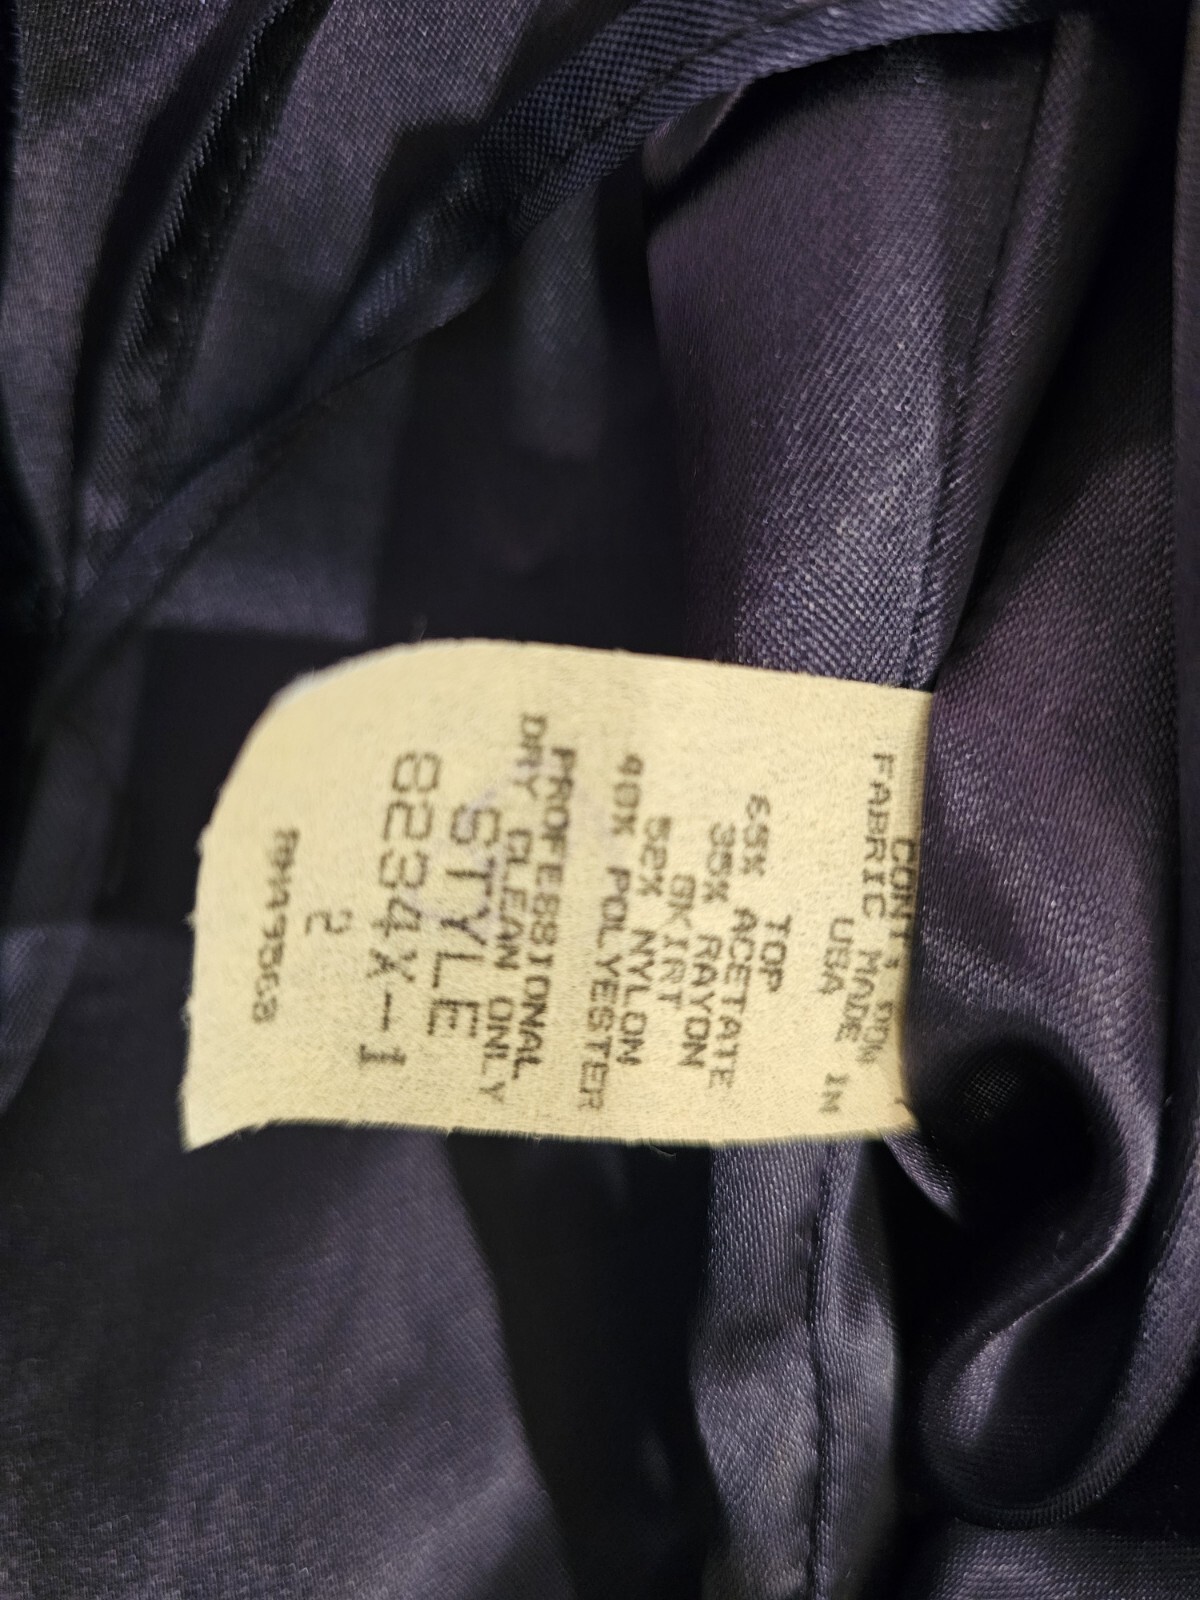 FABRIC MADE IN
USA
TOP
65% ACETATE
35% RAYON
SKIRT
52% NYLON
48% POLYESTER
PROFESSIONAL
DRY CLEAN ONLY
STYLE
8234X--1
2